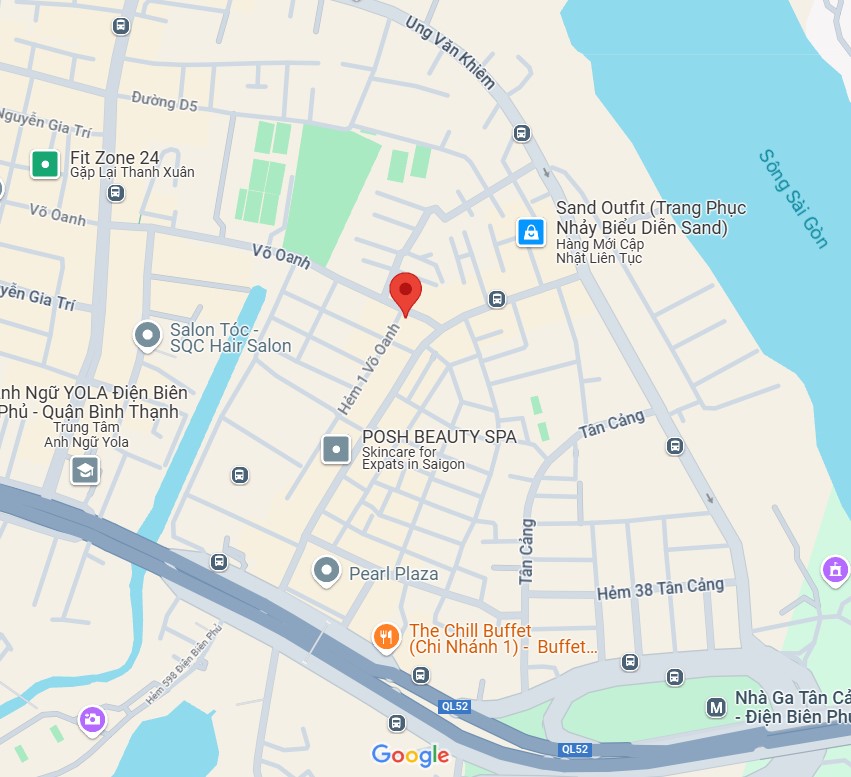 Ung Văn Khiêm
Đường D5
Nguyễn Gia Trí
Fit Zone 24
Gặp Lại Thanh Xuân
Võ Oanh
Võ Oanh
Sông Sài Gòn
Sand Outfit (Trang Phục
Nhảy Biểu Diễn Sand)
Hàng Mới Cập
Nhật Liên Tục
yễn Gia Trí
Salon Tóc -
SQC Hair Salon
Hẻm 1 Võ Oanh
nh Ngữ YOLA Điện Biên
Phủ - Quận Bình Thạnh
Trung Tâm
Anh Ngữ Yola
POSH BEAUTY SPA
Skincare for
Expats in Saigon
Tân Cảng
Tân Cảng
Pearl Plaza
Hẻm 38 Tân Cảng
The Chill Buffet
(Chi Nhánh 1) - Buffet...
Hẻm 598 Điện Biên Phủ
QL52
M
Nhà Ga Tân Cả
- Điện Biên Phủ
QL52
Google